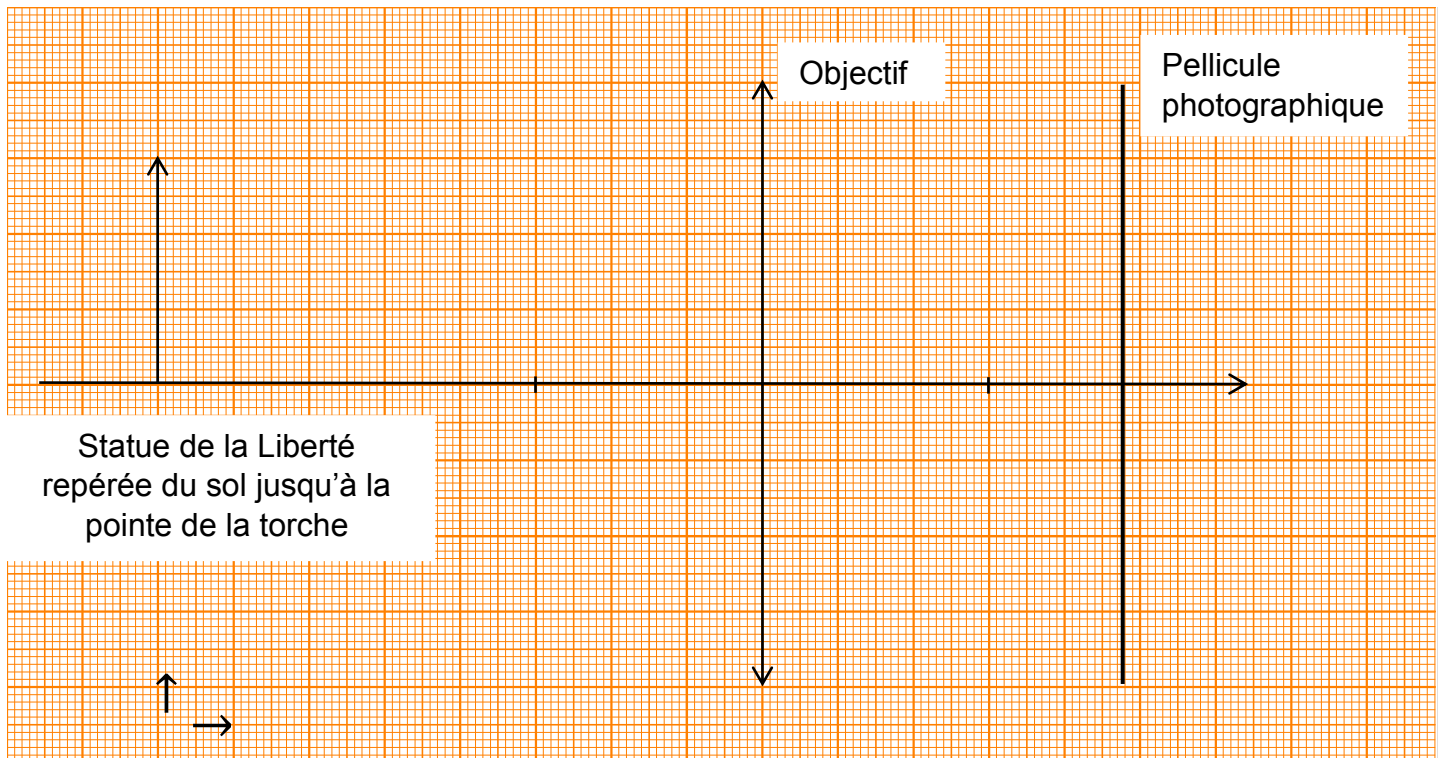 Objectif
Pellicule
photographique
Statue de la Liberté
repérée du sol jusqu’à la
pointe de la torche